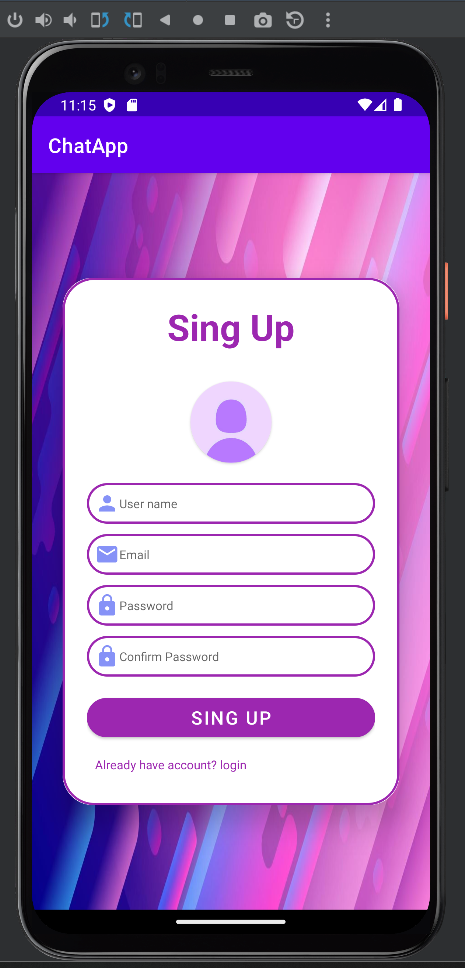 11:15
ChatApp
Sing Up
User name
Email
Password
Confirm Password
SING UP
Already have account? login